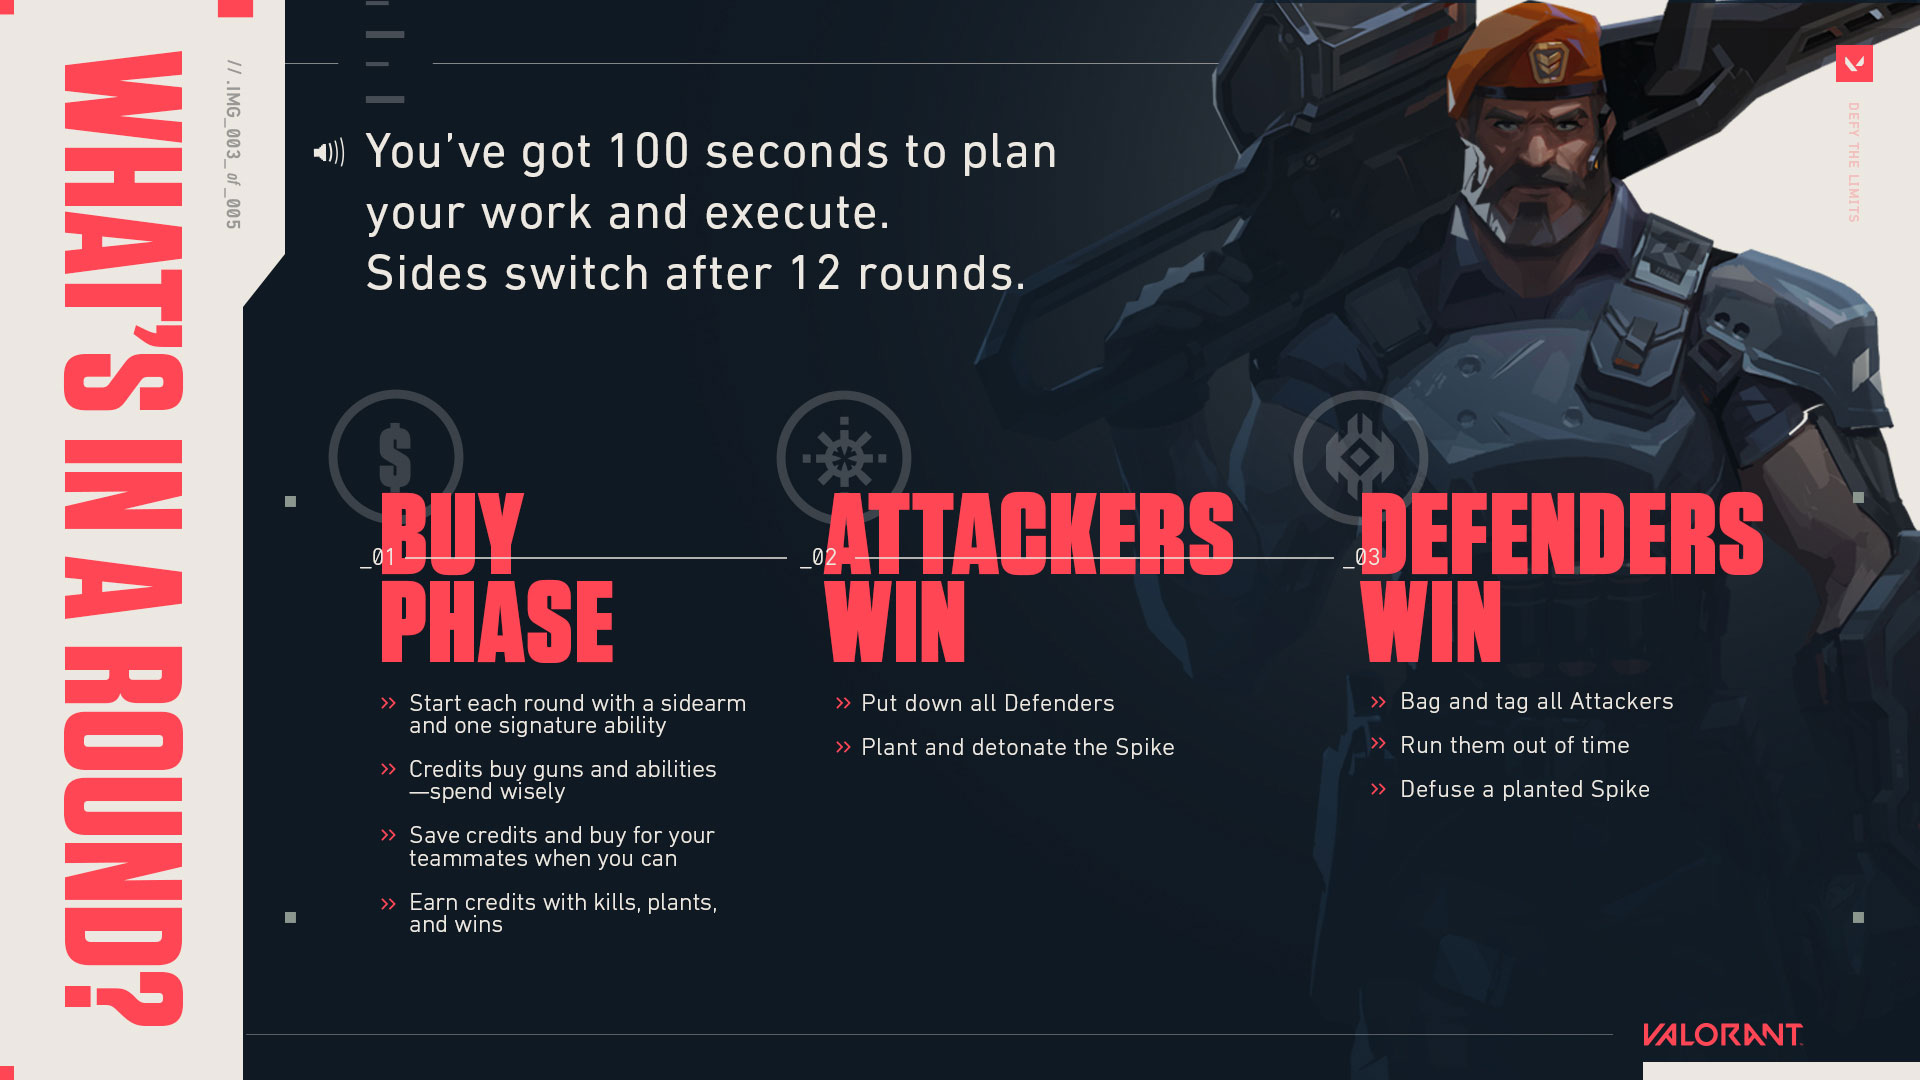 WHAT'S IN A ROUND?
// .IMG_003_ of _005
DEFY THE LIMITS
You've got 100 seconds to plan
your work and execute.
Sides switch after 12 rounds.
_01
BUY
PHASE
Start each round with a sidearm
and one signature ability
Credits buy guns and abilities
—spend wisely
Save credits and buy for your
teammates when you can
Earn credits with kills, plants,
and wins
_02
ATTACKERS
WIN
Put down all Defenders
Plant and detonate the Spike
_03
DEFENDERS
WIN
Bag and tag all Attackers
Run them out of time
Defuse a planted Spike
VALORANT